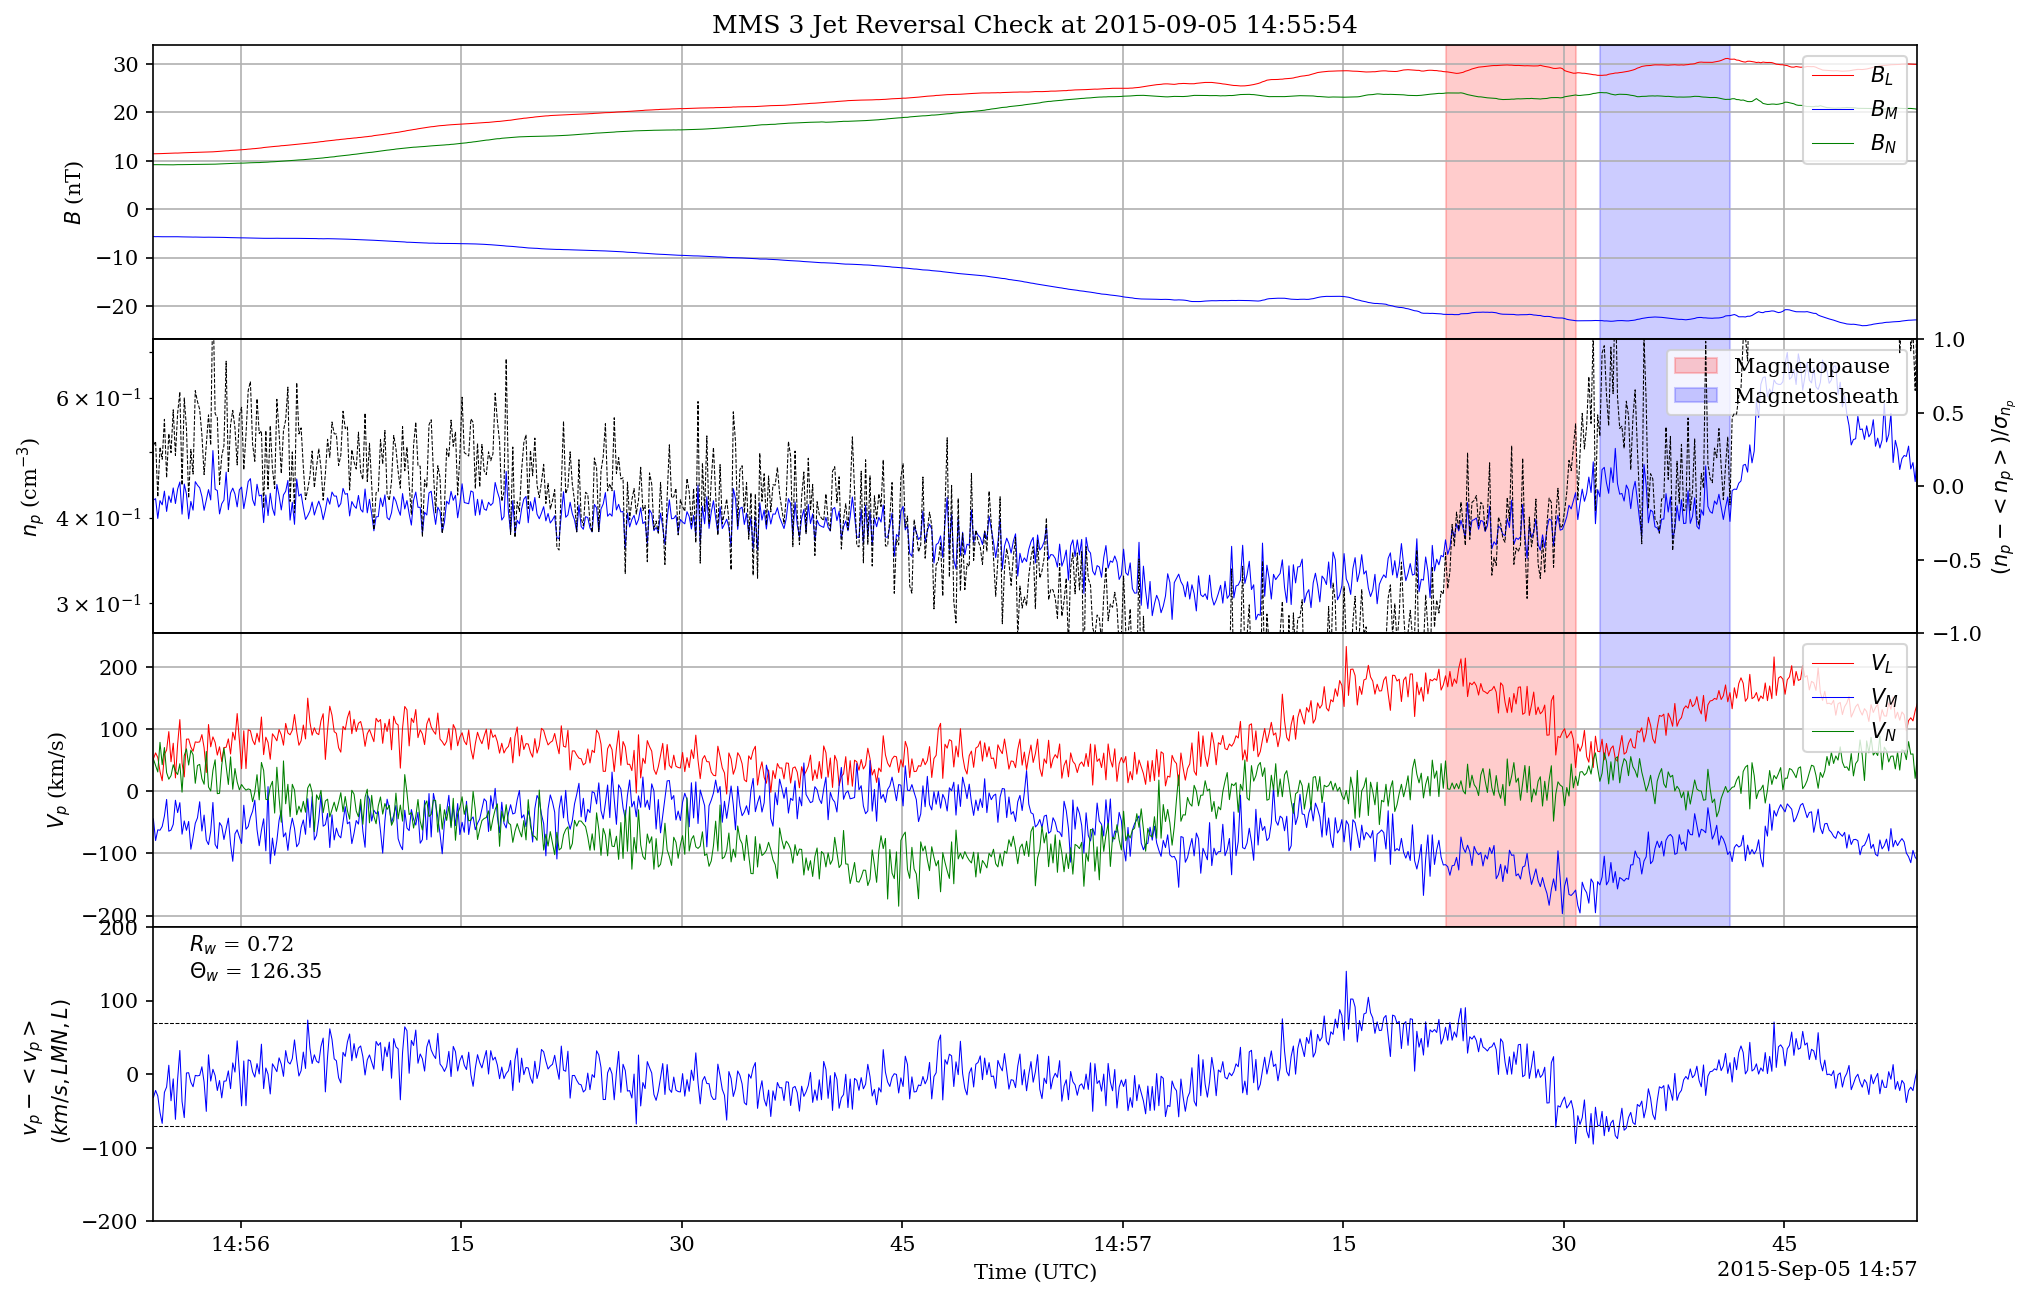 MMS 3 Jet Reversal Check at 2015-09-05 14:55:54
30
20
10
0
−10
−20
B (nT)
B_L
B_M
B_N
6 × 10^{−1}
4 × 10^{−1}
3 × 10^{−1}
n_p (cm^{−3})
Magnetopause
Magnetosheath
1.0
0.5
0.0
−0.5
−1.0
(n_p − < n_p >)/σ_{n_p}
200
100
0
−100
−200
V_p (km/s)
V_L
V_M
V_N
200
100
0
−100
−200
v_p − < v_p >
(km/s, LMN, L)
R_w = 0.72
Θ_w = 126.35
14:56
15
30
45
14:57
15
30
45
Time (UTC)
2015-Sep-05 14:57